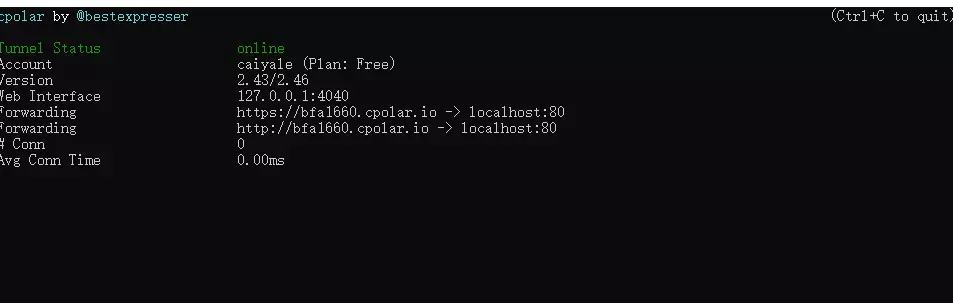 cpolar by @bestexpresser (Ctrl+C to quit)
Tunnel Status online
Account caiyale (Plan: Free)
Version 2.43/2.46
Web Interface 127.0.0.1:4040
Forwarding https://bfa1660.cpolar.io -> localhost:80
Forwarding http://bfa1660.cpolar.io -> localhost:80
# Conn 0
Avg Conn Time 0.00ms